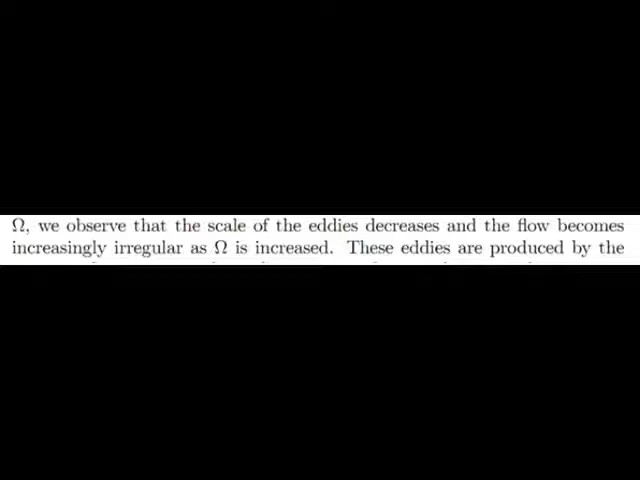 Ω, we observe that the scale of the eddies decreases and the flow becomes
increasingly irregular as Ω is increased. These eddies are produced by the